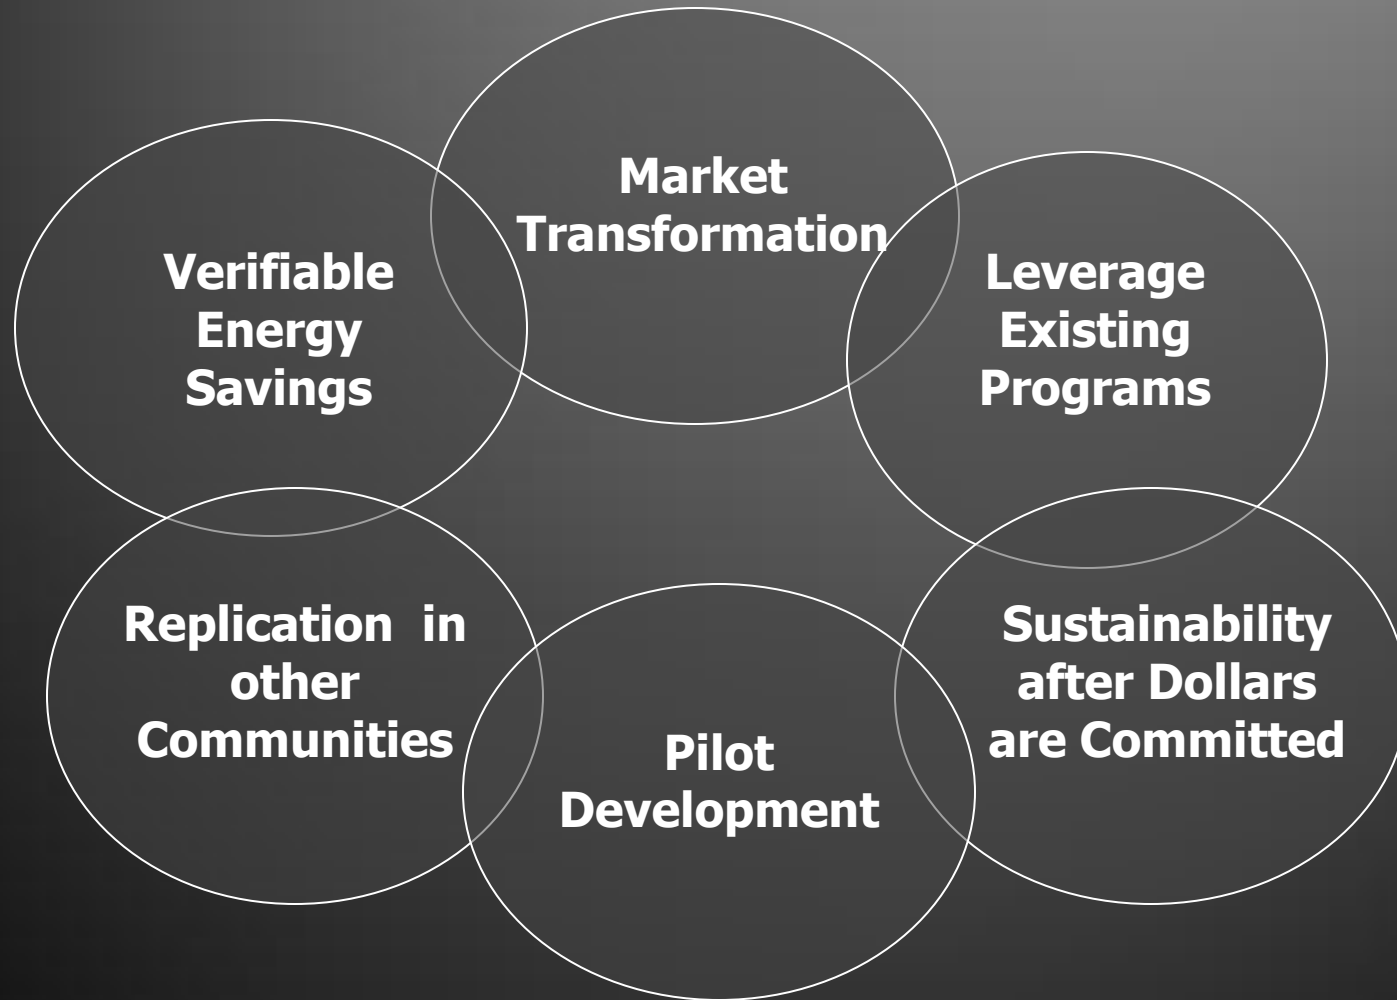 Market
Transformation
Verifiable
Energy
Savings
Leverage
Existing
Programs
Replication  in
other
Communities
Pilot
Development
Sustainability
after Dollars
are Committed